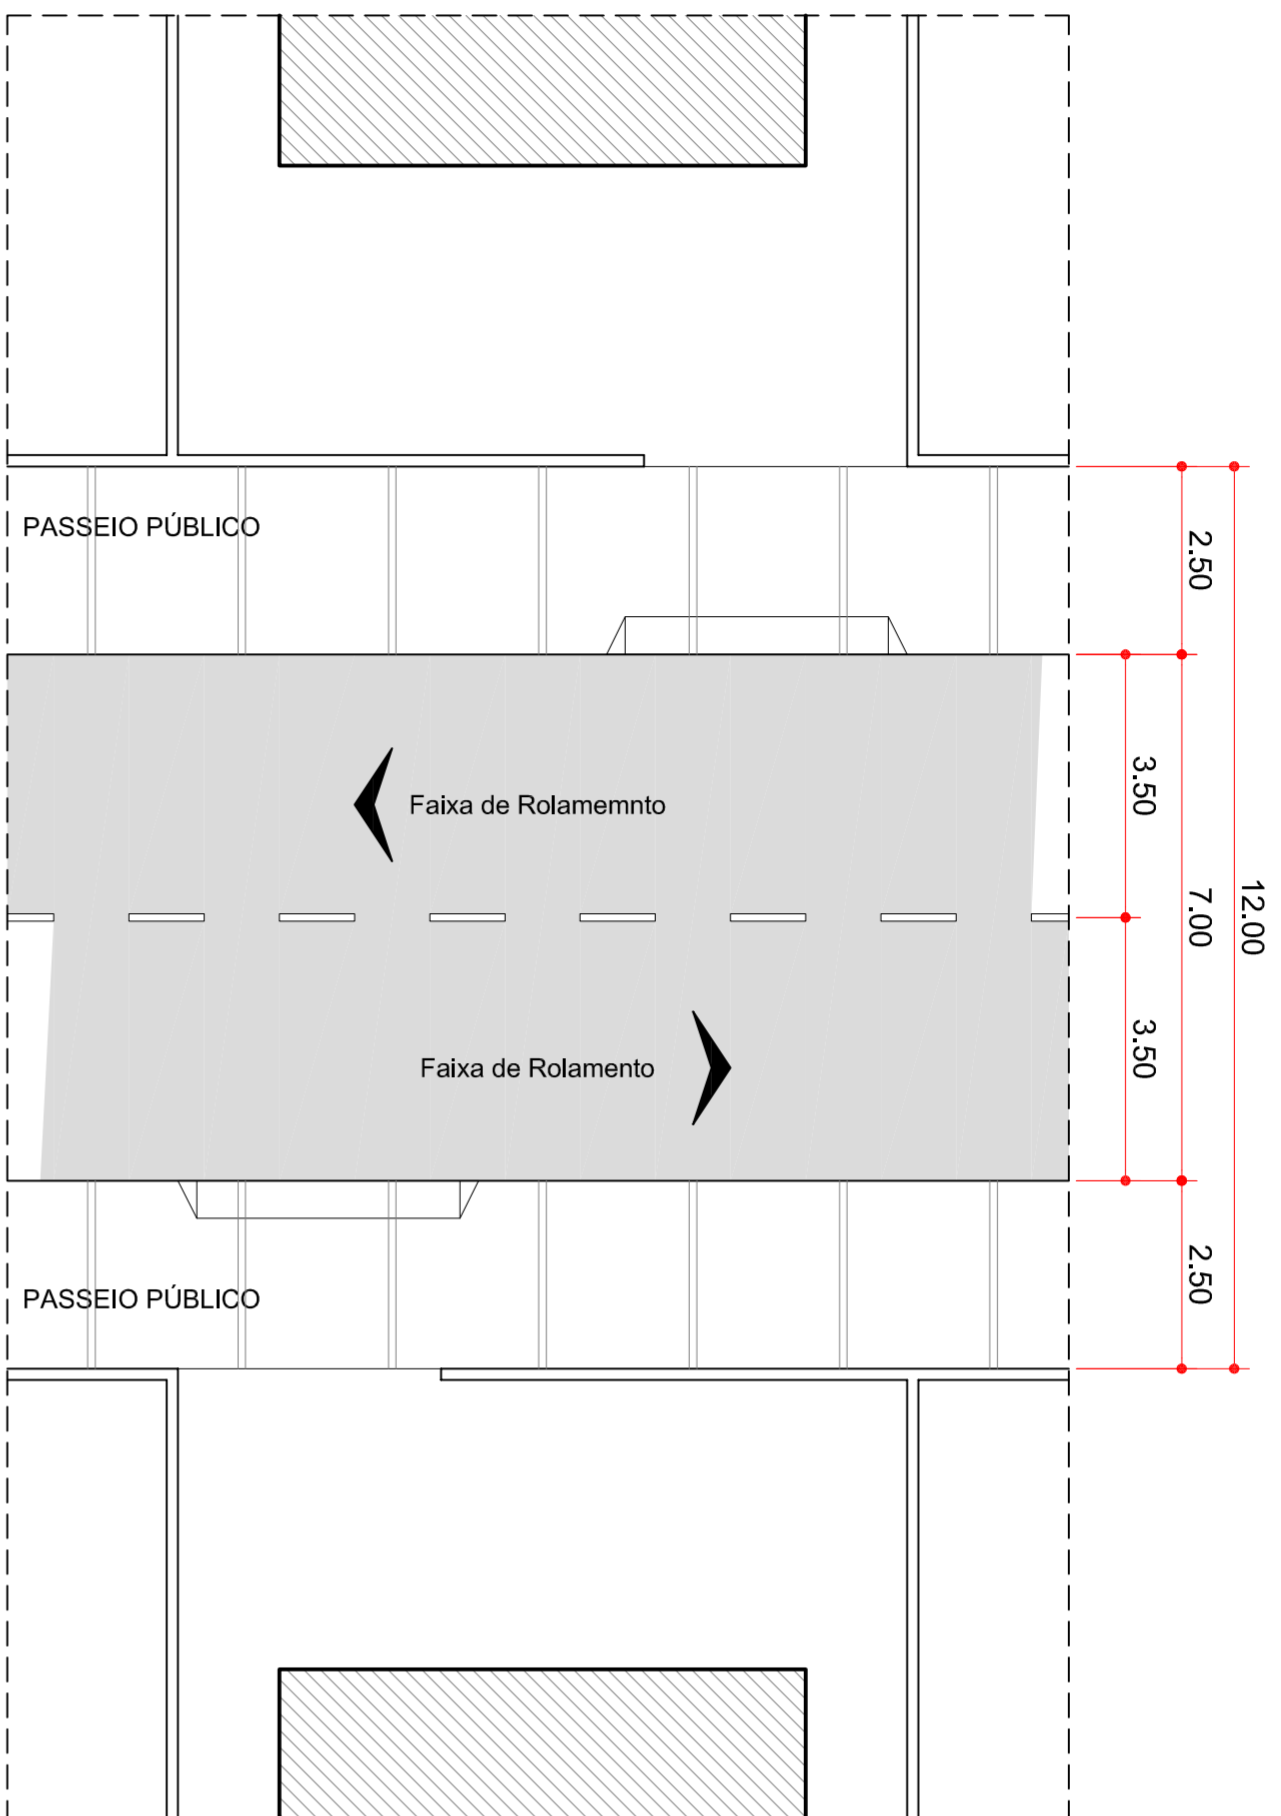 PASSEIO PÚBLICO
2.50
Faixa de Rolamemnto
3.50
7.00
12.00
Faixa de Rolamento
3.50
PASSEIO PÚBLICO
2.50